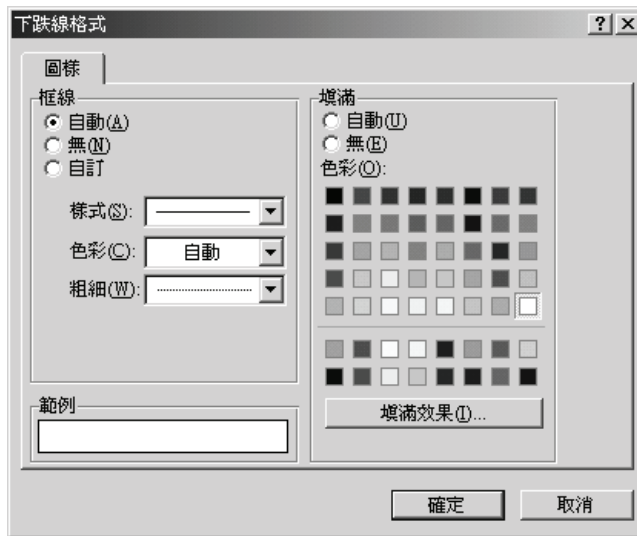 下跌線格式
圖樣
框線
自動(A)
無(N)
自訂
樣式(S):
色彩(C): 自動
粗細(W):
範例
填滿
自動(U)
無(E)
色彩(O):
填滿效果(I)...
確定
取消